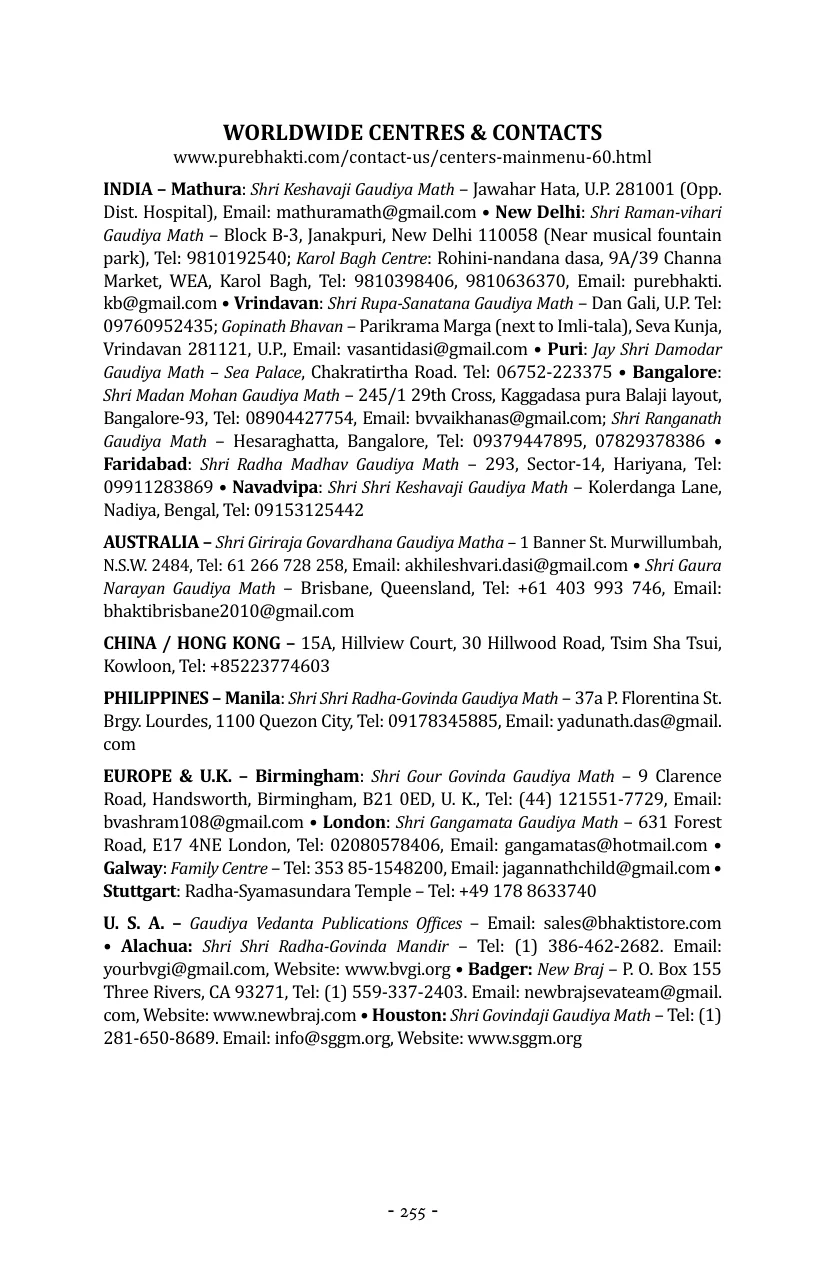 WORLDWIDE CENTRES & CONTACTS
www.purebhakti.com/contact-us/centers-mainmenu-60.html
INDIA – Mathura: Shri Keshavaji Gaudiya Math – Jawahar Hata, U.P. 281001 (Opp.
Dist. Hospital), Email: mathuramath@gmail.com • New Delhi: Shri Raman-vihari
Gaudiya Math – Block B-3, Janakpuri, New Delhi 110058 (Near musical fountain
park), Tel: 9810192540; Karol Bagh Centre: Rohini-nandana dasa, 9A/39 Channa
Market, WEA, Karol Bagh, Tel: 9810398406, 9810636370, Email: purebhakti.
kb@gmail.com • Vrindavan: Shri Rupa-Sanatana Gaudiya Math – Dan Gali, U.P. Tel:
09760952435; Gopinath Bhavan – Parikrama Marga (next to Imli-tala), Seva Kunja,
Vrindavan 281121, U.P., Email: vasantidasi@gmail.com • Puri: Jay Shri Damodar
Gaudiya Math – Sea Palace, Chakratirtha Road. Tel: 06752-223375 • Bangalore:
Shri Madan Mohan Gaudiya Math – 245/1 29th Cross, Kaggadasa pura Balaji layout,
Bangalore-93, Tel: 08904427754, Email: bvvaikhanas@gmail.com; Shri Ranganath
Gaudiya Math – Hesaraghatta, Bangalore, Tel: 09379447895, 07829378386 •
Faridabad: Shri Radha Madhav Gaudiya Math – 293, Sector-14, Hariyana, Tel:
09911283869 • Navadvipa: Shri Shri Keshavaji Gaudiya Math – Kolerdanga Lane,
Nadiya, Bengal, Tel: 09153125442
AUSTRALIA – Shri Giriraja Govardhana Gaudiya Matha – 1 Banner St. Murwillumbah,
N.S.W. 2484, Tel: 61 266 728 258, Email: akhileshvari.dasi@gmail.com • Shri Gaura
Narayan Gaudiya Math – Brisbane, Queensland, Tel: +61 403 993 746, Email:
bhaktibrisbane2010@gmail.com
CHINA / HONG KONG – 15A, Hillview Court, 30 Hillwood Road, Tsim Sha Tsui,
Kowloon, Tel: +85223774603
PHILIPPINES – Manila: Shri Shri Radha-Govinda Gaudiya Math – 37a P. Florentina St.
Brgy. Lourdes, 1100 Quezon City, Tel: 09178345885, Email: yadunath.das@gmail.
com
EUROPE & U.K. – Birmingham: Shri Gour Govinda Gaudiya Math – 9 Clarence
Road, Handsworth, Birmingham, B21 0ED, U. K., Tel: (44) 121551-7729, Email:
bvashram108@gmail.com • London: Shri Gangamata Gaudiya Math – 631 Forest
Road, E17 4NE London, Tel: 02080578406, Email: gangamatas@hotmail.com •
Galway: Family Centre – Tel: 353 85-1548200, Email: jagannathchild@gmail.com •
Stuttgart: Radha-Syamasundara Temple – Tel: +49 178 8633740
U. S. A. – Gaudiya Vedanta Publications Offices – Email: sales@bhaktistore.com
• Alachua: Shri Shri Radha-Govinda Mandir – Tel: (1) 386-462-2682. Email:
yourbvgi@gmail.com, Website: www.bvgi.org • Badger: New Braj – P. O. Box 155
Three Rivers, CA 93271, Tel: (1) 559-337-2403. Email: newbrajsevateam@gmail.
com, Website: www.newbraj.com • Houston: Shri Govindaji Gaudiya Math – Tel: (1)
281-650-8689. Email: info@sggm.org, Website: www.sggm.org
- 255 -